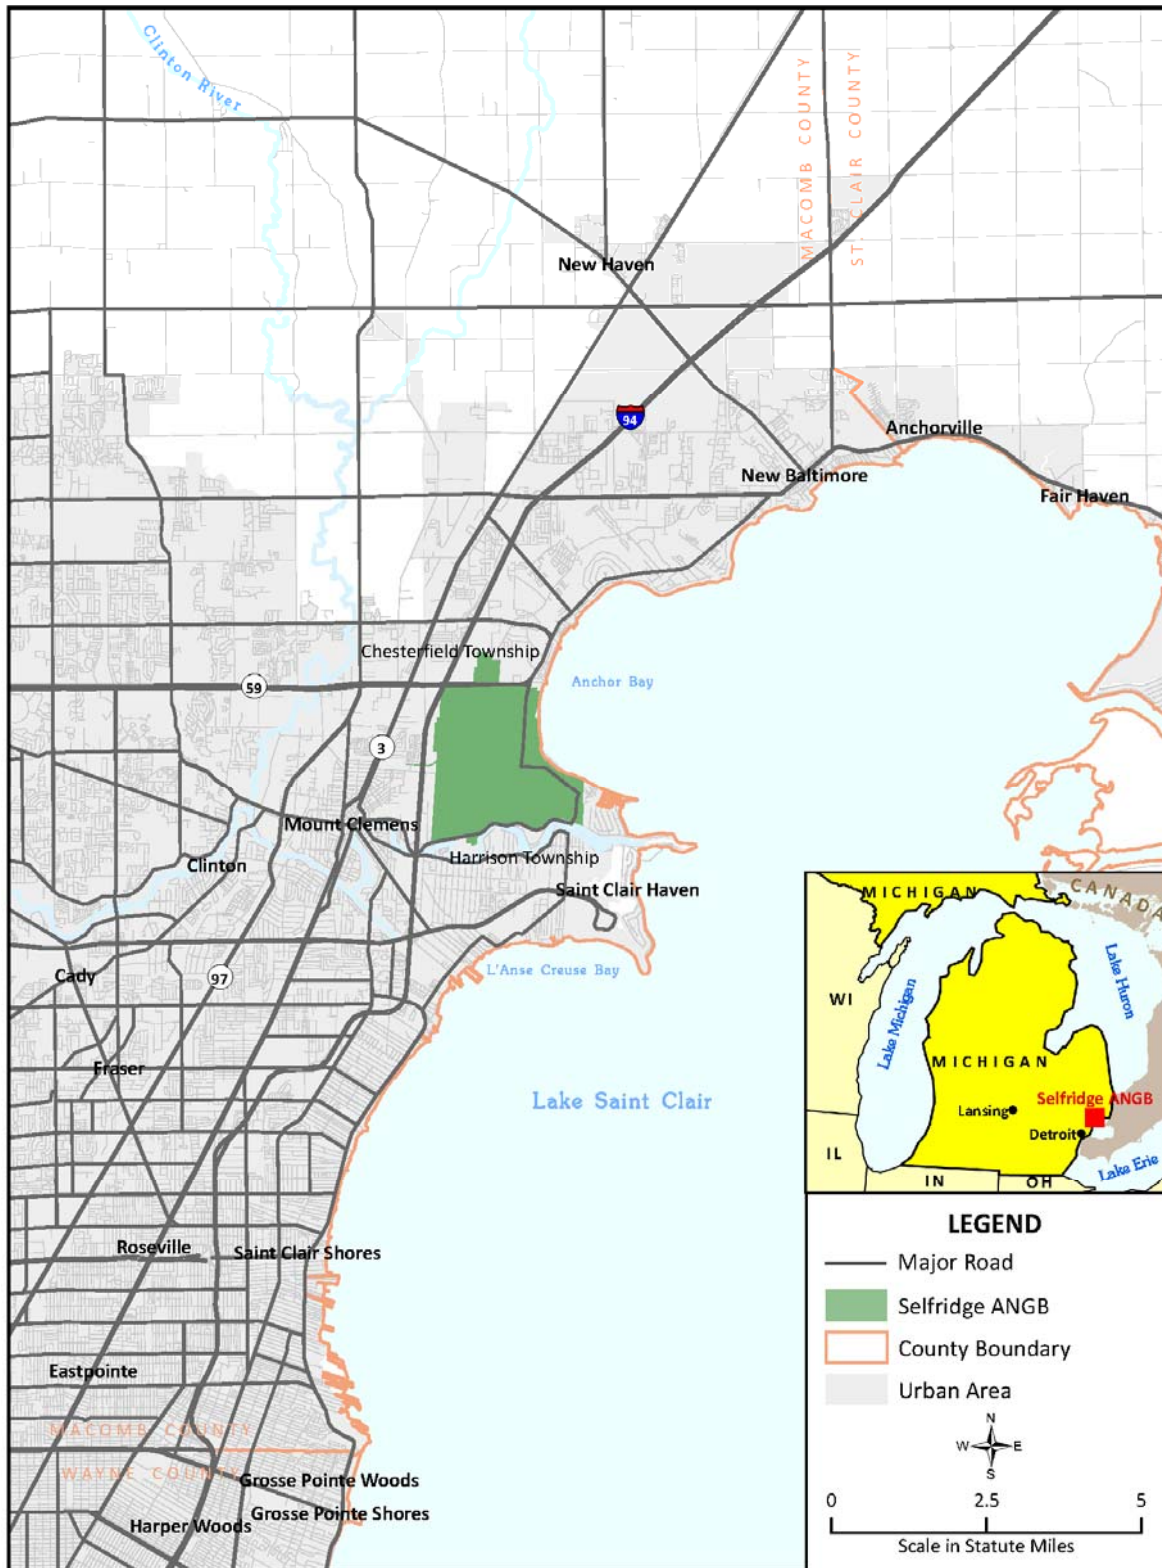 Clinton River
MACOMB COUNTY
ST. CLAIR COUNTY
New Haven
94
Anchorville
New Baltimore
Fair Haven
Chesterfield Township
59
Anchor Bay
3
Mount Clemens
Clinton
Harrison Township
Saint Clair Haven
L'Anse Creuse Bay
Cady
97
Fraser
Lake Saint Clair
Roseville
Saint Clair Shores
Eastpointe
MACOMB COUNTY
WAYNE COUNTY
Grosse Pointe Woods
Grosse Pointe Shores
Harper Woods
MICHIGAN
CANADA
WI
Lake Michigan
Lake Huron
MICHIGAN
Selfridge ANGB
Lansing
Detroit
IL
Lake Erie
IN
OH
LEGEND
Major Road
Selfridge ANGB
County Boundary
Urban Area
N
W E
S
0 2.5 5
Scale in Statute Miles